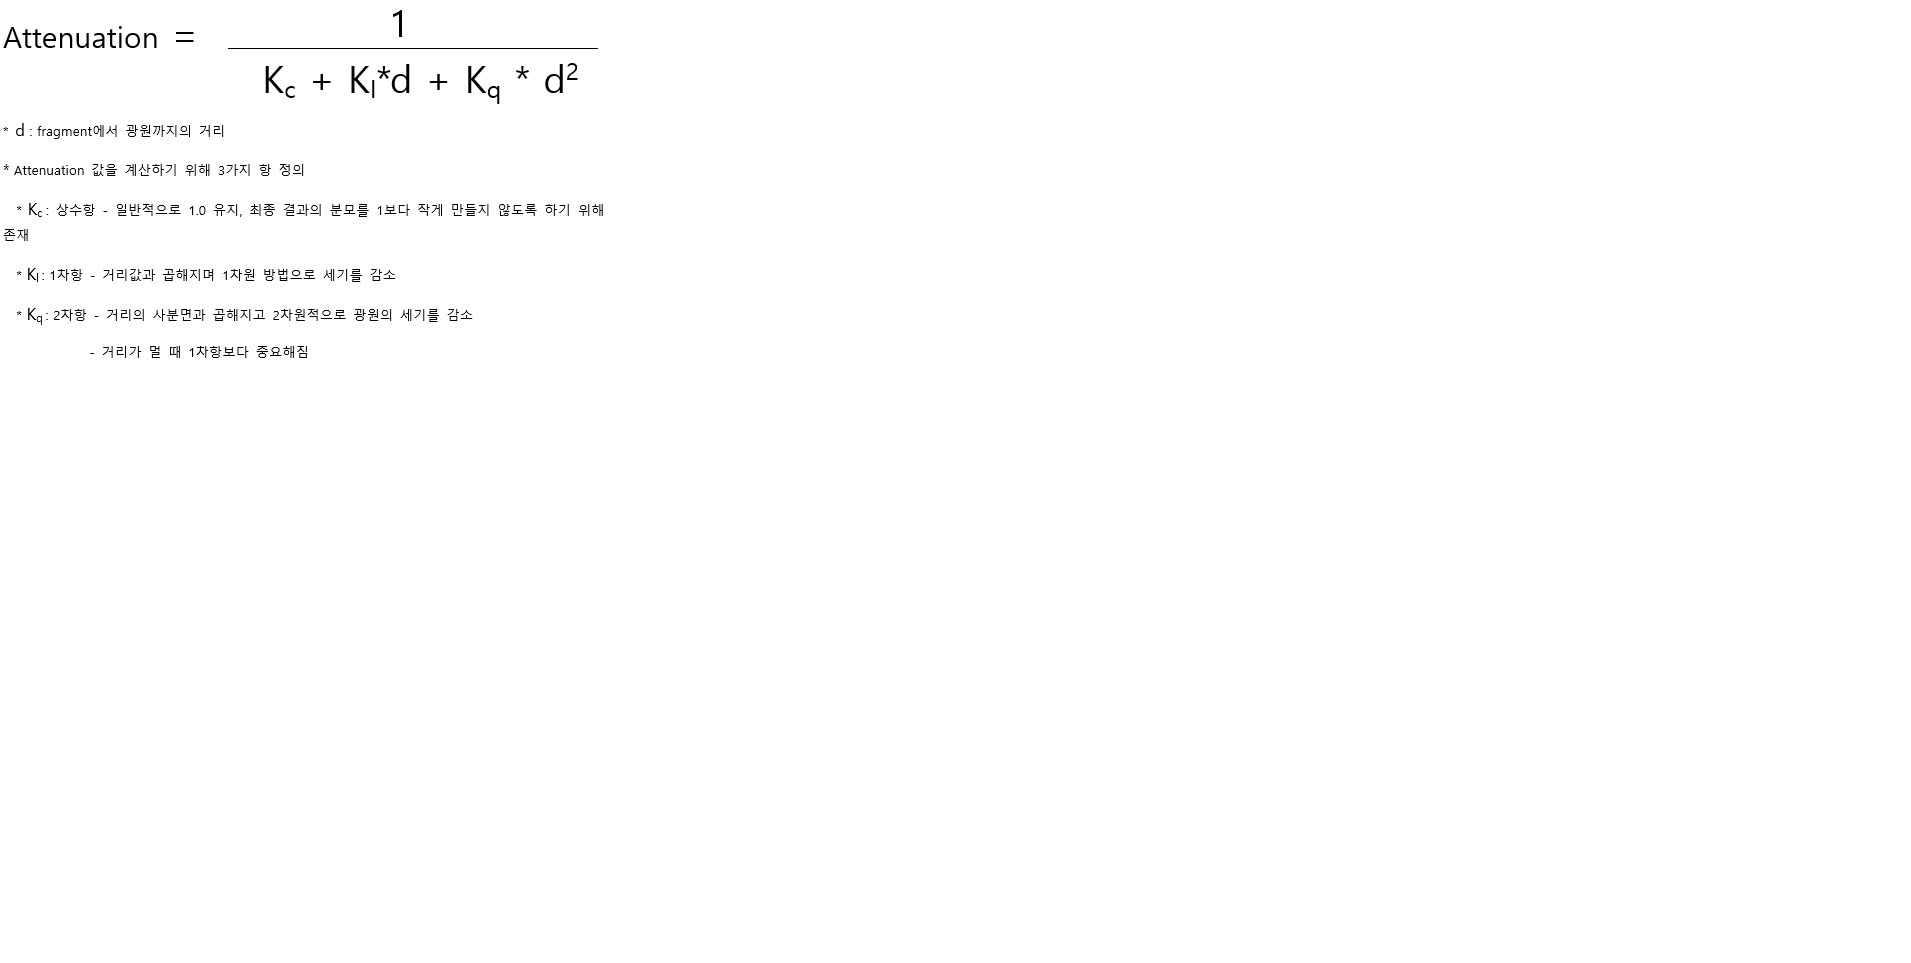 Attenuation = 1
K_c + K_l*d + K_q * d²
* d : fragment에서 광원까지의 거리
* Attenuation 값을 계산하기 위해 3가지 항 정의
* K_c : 상수항 - 일반적으로 1.0 유지, 최종 결과의 분모를 1보다 작게 만들지 않도록 하기 위해
존재
* K_l : 1차항 - 거리값과 곱해지며 1차원 방법으로 세기를 감소
* K_q : 2차항 - 거리의 사분면과 곱해지고 2차원적으로 광원의 세기를 감소
- 거리가 멀 때 1차항보다 중요해짐